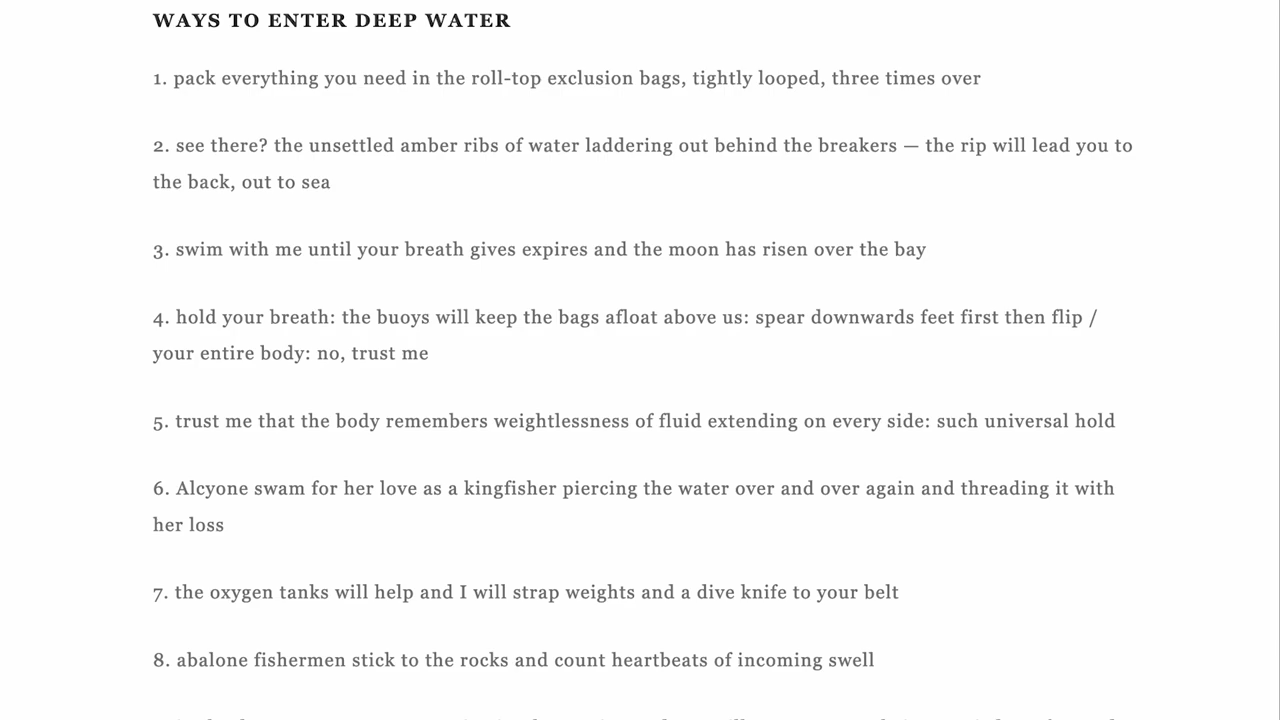 WAYS TO ENTER DEEP WATER
1. pack everything you need in the roll-top exclusion bags, tightly looped, three times over
2. see there? the unsettled amber ribs of water laddering out behind the breakers — the rip will lead you to
the back, out to sea
3. swim with me until your breath gives expires and the moon has risen over the bay
4. hold your breath: the buoys will keep the bags afloat above us: spear downwards feet first then flip /
your entire body: no, trust me
5. trust me that the body remembers weightlessness of fluid extending on every side: such universal hold
6. Alcyone swam for her love as a kingfisher piercing the water over and over again and threading it with
her loss
7. the oxygen tanks will help and I will strap weights and a dive knife to your belt
8. abalone fishermen stick to the rocks and count heartbeats of incoming swell